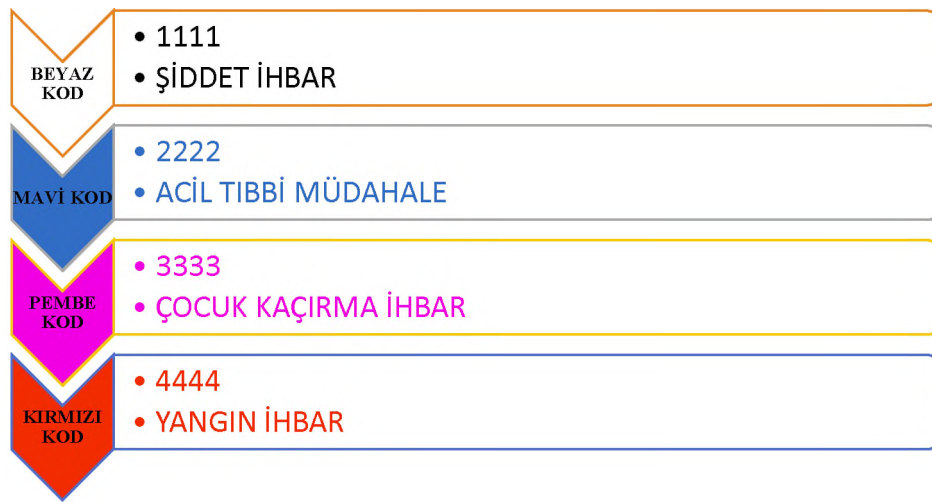 BEYAZ
KOD
• 1111
• ŞİDDET İHBAR
MAVİ KOD
• 2222
• ACİL TIBBİ MÜDAHALE
PEMBE
KOD
• 3333
• ÇOCUK KAÇIRMA İHBAR
KIRMIZI
KOD
• 4444
• YANGIN İHBAR